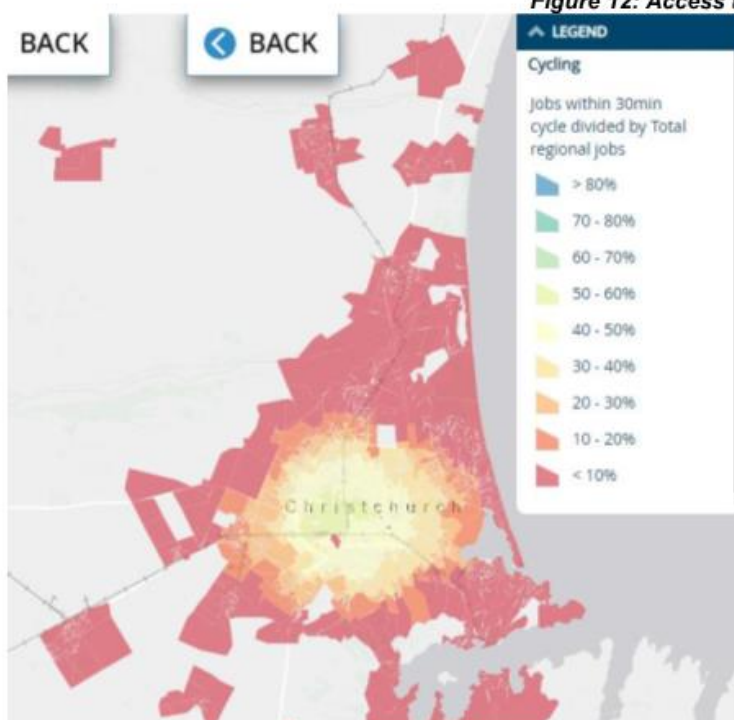 Figure 12: Access
BACK
BACK
LEGEND
Cycling
Jobs within 30min
cycle divided by Total
regional jobs
> 80%
70 - 80%
60 - 70%
50 - 60%
40 - 50%
30 - 40%
20 - 30%
10 - 20%
< 10%
Christchurch